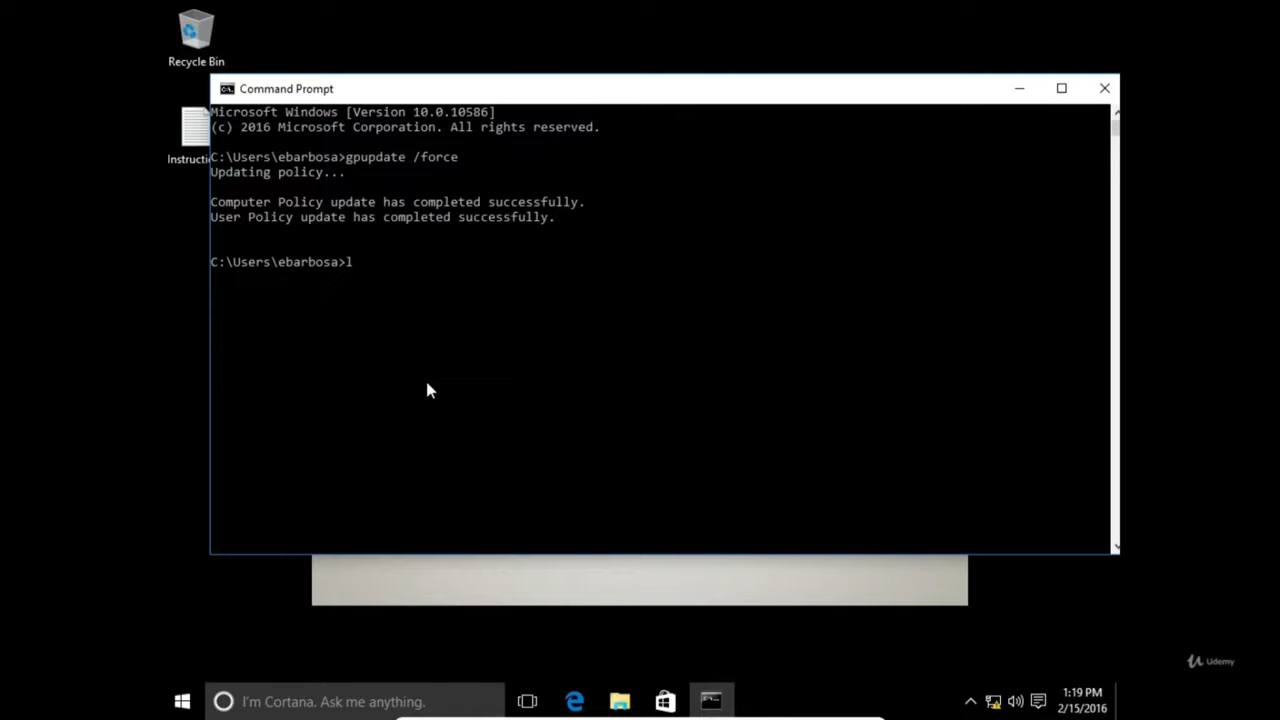 Recycle Bin
Command Prompt
Microsoft Windows [Version 10.0.10586]
(c) 2016 Microsoft Corporation. All rights reserved.
Instructi
C:\Users\ebarbosa>gpupdate /force
Updating policy...
Computer Policy update has completed successfully.
User Policy update has completed successfully.
C:\Users\ebarbosa>l
Udemy
I'm Cortana. Ask me anything.
1:19 PM
2/15/2016